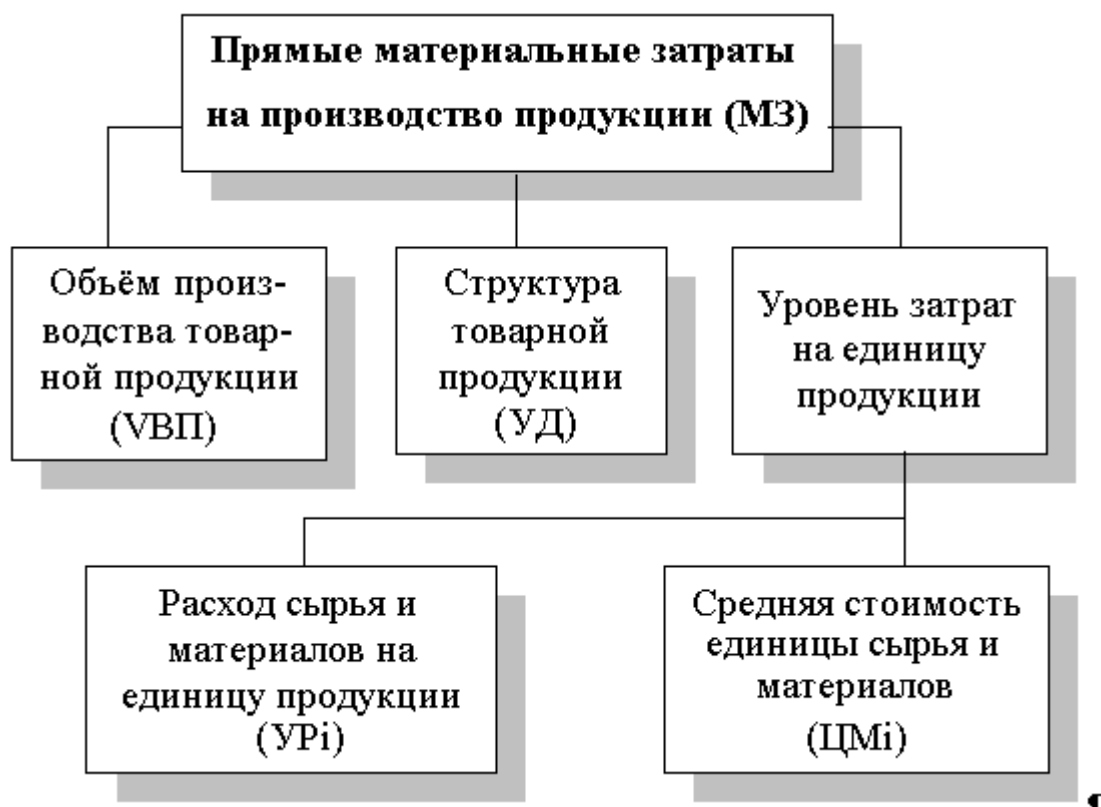 Прямые материальные затраты
на производство продукции (МЗ)
Обьём произ-
водства товар-
ной продукции
(VВП)
Структура
товарной
продукции
(УД)
Уровень затрат
на единицу
продукции
Расход сырья и
материалов на
единицу продукции
(УРi)
Средняя стоимость
единицы сырья и
материалов
(ЦМi)